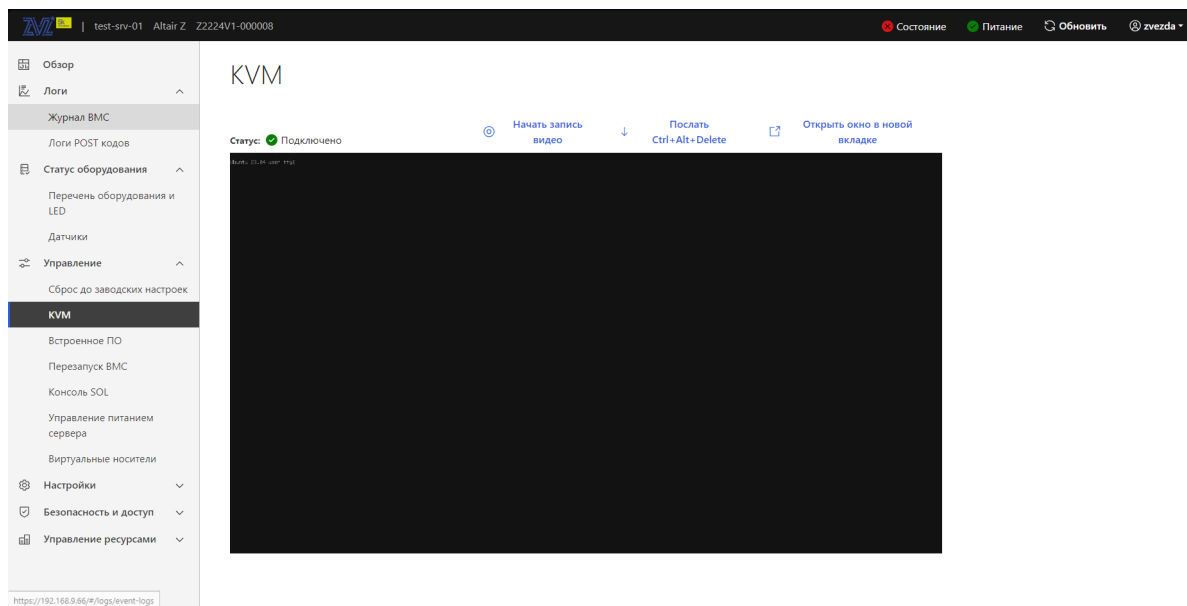 test-srv-01 Altair Z Z2224V1-000008
Состояние
Питание
Обновить
zvezda
Обзор
Логи
Журнал BMC
Логи POST кодов
Статус оборудования
Перечень оборудования и
LED
Датчики
Управление
Сброс до заводских настроек
KVM
Встроенное ПО
Перезапуск BMC
Консоль SOL
Управление питанием
сервера
Виртуальные носители
Настройки
Безопасность и доступ
Управление ресурсами
https://192.168.9.66/#/logs/event-logs
KVM
Статус: Подключено
Начать запись
видео
Послать
Ctrl+Alt+Delete
Открыть окно в новой
вкладке